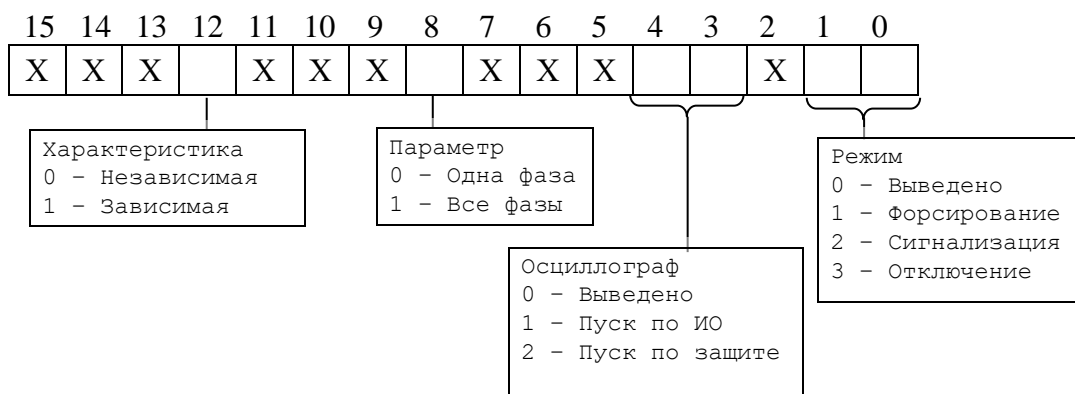 15 14 13 12 11 10 9 8 7 6 5 4 3 2 1 0
X X X X X X X X X X
Характеристика
0 – Независимая
1 – Зависимая
Параметр
0 – Одна фаза
1 – Все фазы
Осциллограф
0 – Выведено
1 – Пуск по ИО
2 – Пуск по защите
Режим
0 – Выведено
1 – Форсирование
2 – Сигнализация
3 – Отключение